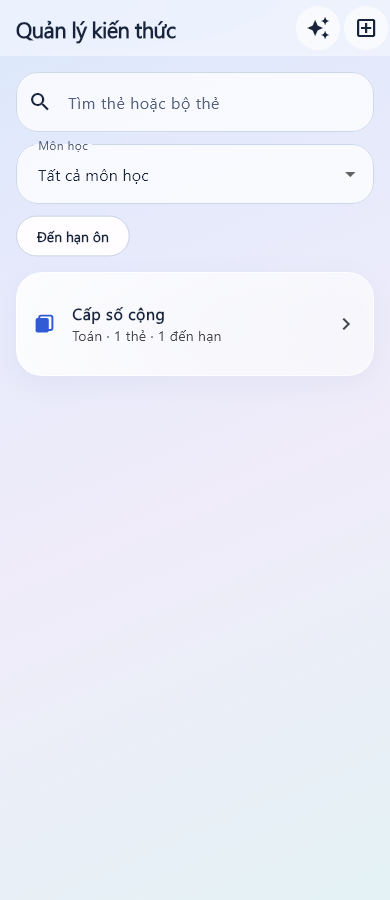 Quản lý kiến thức
Tìm thẻ hoặc bộ thẻ
Môn học
Tất cả môn học
Đến hạn ôn
Cấp số cộng
Toán · 1 thẻ · 1 đến hạn